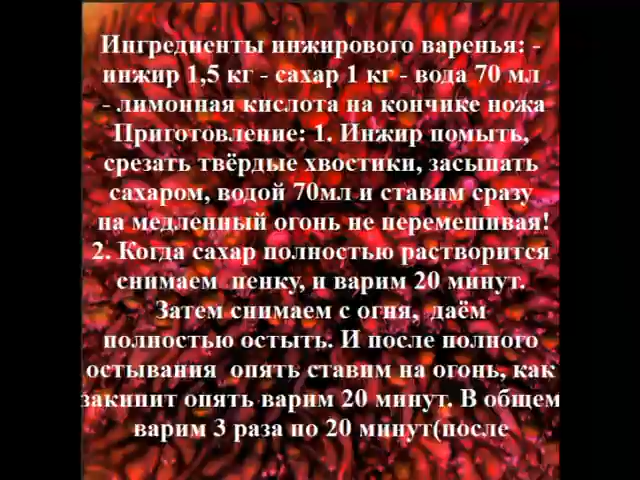 Ингредиенты инжирового варенья: -
инжир 1,5 кг - сахар 1 кг - вода 70 мл
- лимонная кислота на кончике ножа
Приготовление: 1. Инжир помыть,
срезать твёрдые хвостики, засыпать
сахаром, водой 70мл и ставим сразу
на медленный огонь не перемешивая!
2. Когда сахар полностью растворится
снимаем пенку, и варим 20 минут.
Затем снимаем с огня, даём
полностью остыть. И после полного
остывания опять ставим на огонь, как
закипит опять варим 20 минут. В общем
варим 3 раза по 20 минут(после